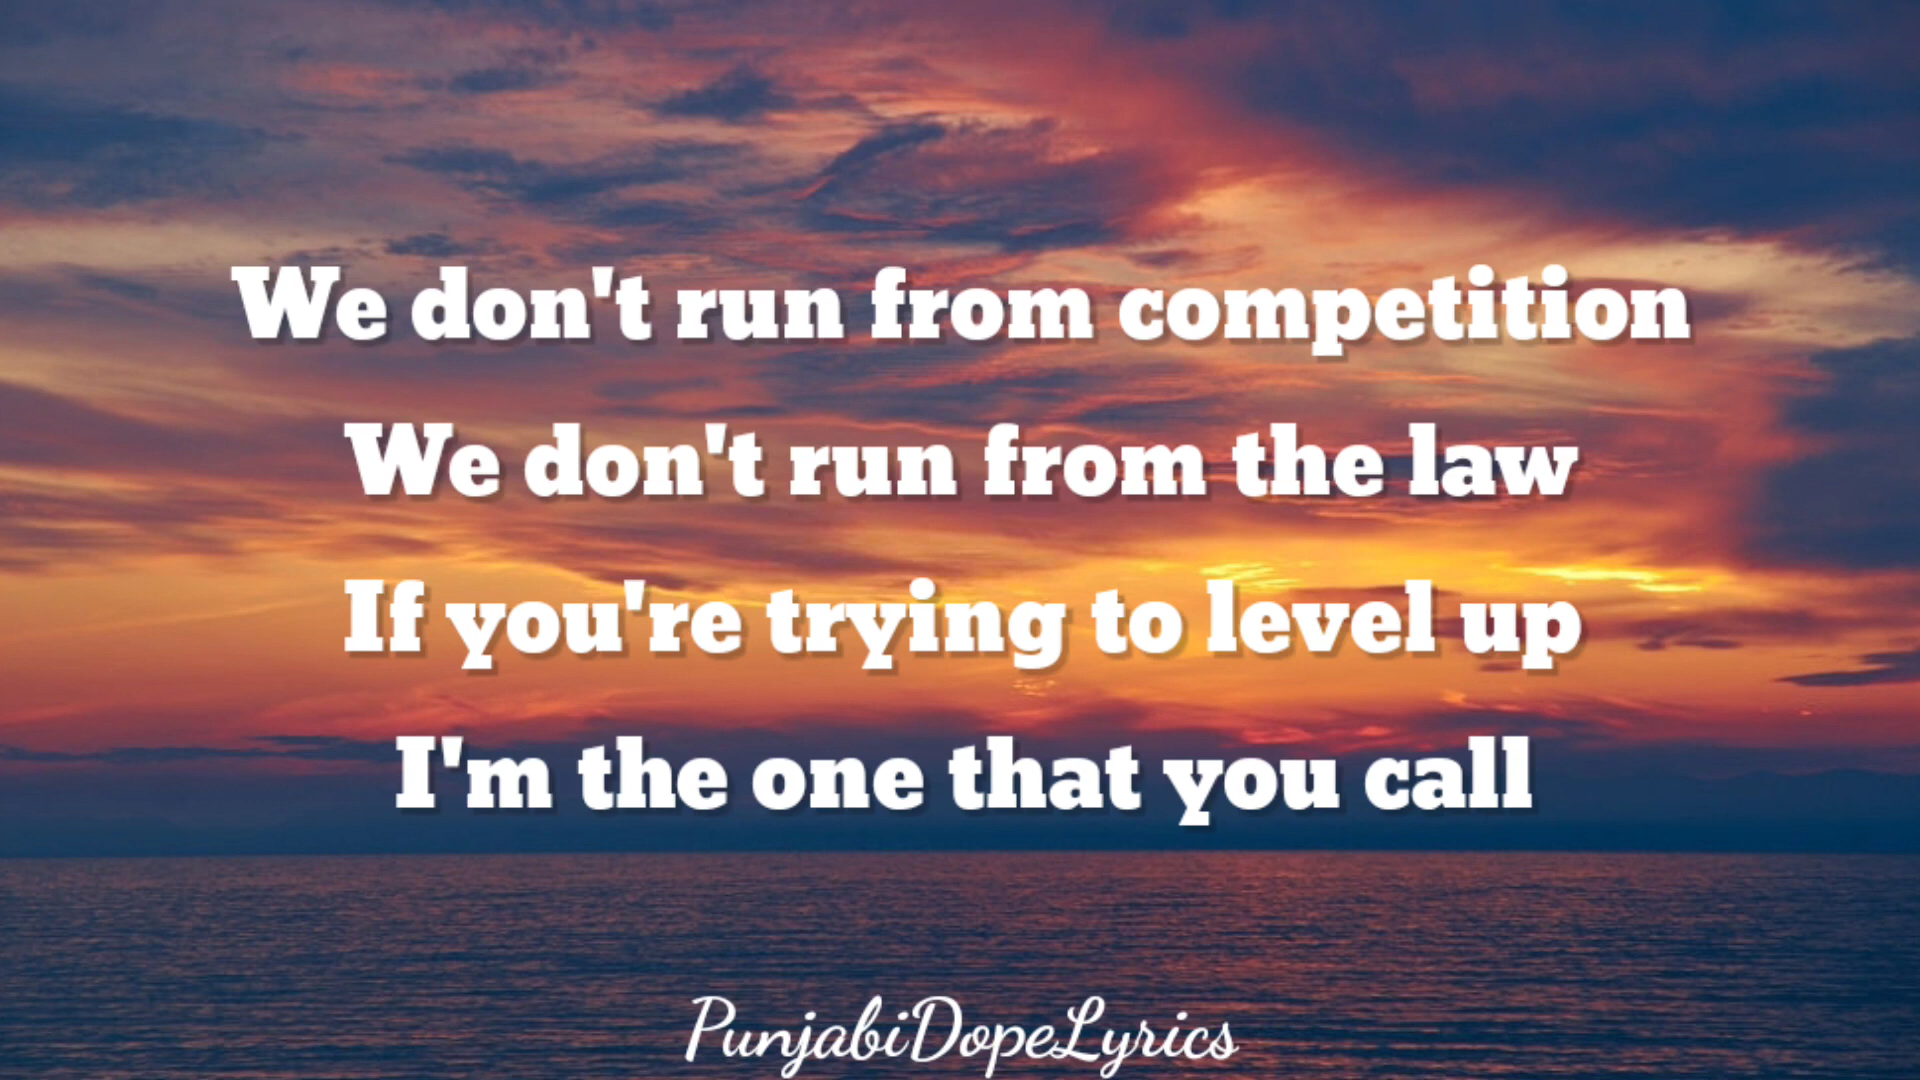 We don't run from competition
We don't run from the law
If you're trying to level up
I'm the one that you call
PunjabiDopeLyrics